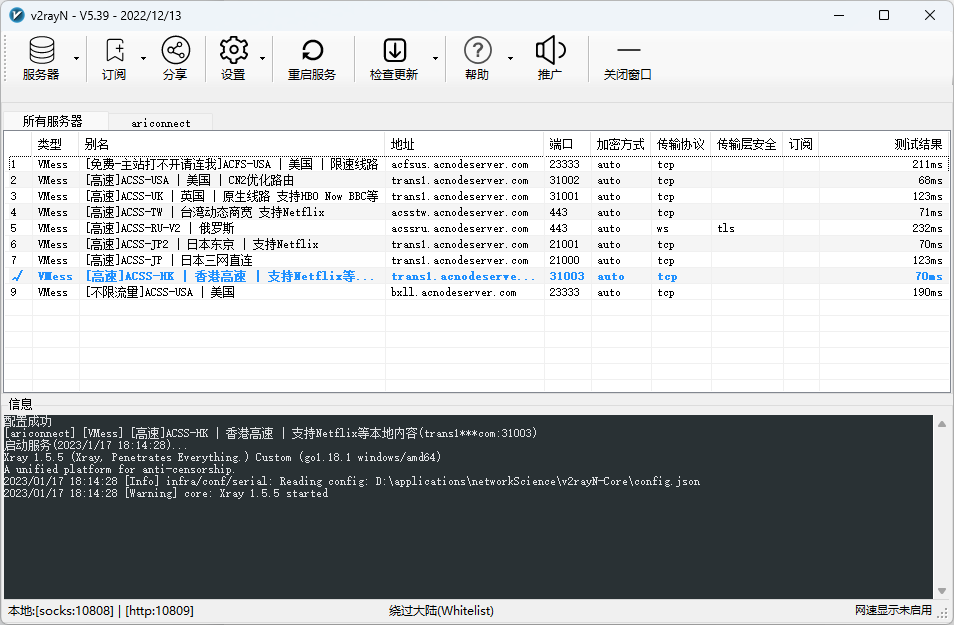 v2rayN - V5.39 - 2022/12/13
服务器 订阅 分享 设置 重启服务 检查更新 帮助 推广 关闭窗口
所有服务器 ariconnect
类型 别名 地址 端口 加密方式 传输协议 传输层安全 订阅 测试结果
1 VMess [免费-主站打不开请连我]ACFS-USA | 美国 | 限速线路 acfsus.acnodeserver.com 23333 auto tcp 211ms
2 VMess [高速]ACSS-USA | 美国 | CN2优化路由 trans1.acnodeserver.com 31002 auto tcp 68ms
3 VMess [高速]ACSS-UK | 英国 | 原生线路 支持HBO Now BBC等 trans1.acnodeserver.com 31001 auto tcp 123ms
4 VMess [高速]ACSS-TW | 台湾动态商宽 支持Netflix acsstw.acnodeserver.com 443 auto tcp 71ms
5 VMess [高速]ACSS-RU-V2 | 俄罗斯 acssru.acnodeserver.com 443 auto ws tls 232ms
6 VMess [高速]ACSS-JP2 | 日本东京 | 支持Netflix trans1.acnodeserver.com 21001 auto tcp 70ms
7 VMess [高速]ACSS-JP | 日本三网直连 trans1.acnodeserver.com 21000 auto tcp 123ms
✓ VMess [高速]ACSS-HK | 香港高速 | 支持Netflix等... trans1.acnodeserve... 31003 auto tcp 70ms
9 VMess [不限流量]ACSS-USA | 美国 bxll.acnodeserver.com 23333 auto tcp 190ms
信息
配置成功
[ariconnect] [VMess] [高速]ACSS-HK | 香港高速 | 支持Netflix等本地内容(trans1***com:31003)
启动服务(2023/1/17 18:14:28)...
Xray 1.5.5 (Xray, Penetrates Everything.) Custom (go1.18.1 windows/amd64)
A unified platform for anti-censorship.
2023/01/17 18:14:28 [Info] infra/conf/serial: Reading config: D:\applications\networkScience\v2rayN-Core\config.json
2023/01/17 18:14:28 [Warning] core: Xray 1.5.5 started
本地:[socks:10808] | [http:10809] 绕过大陆(Whitelist) 网速显示未启用